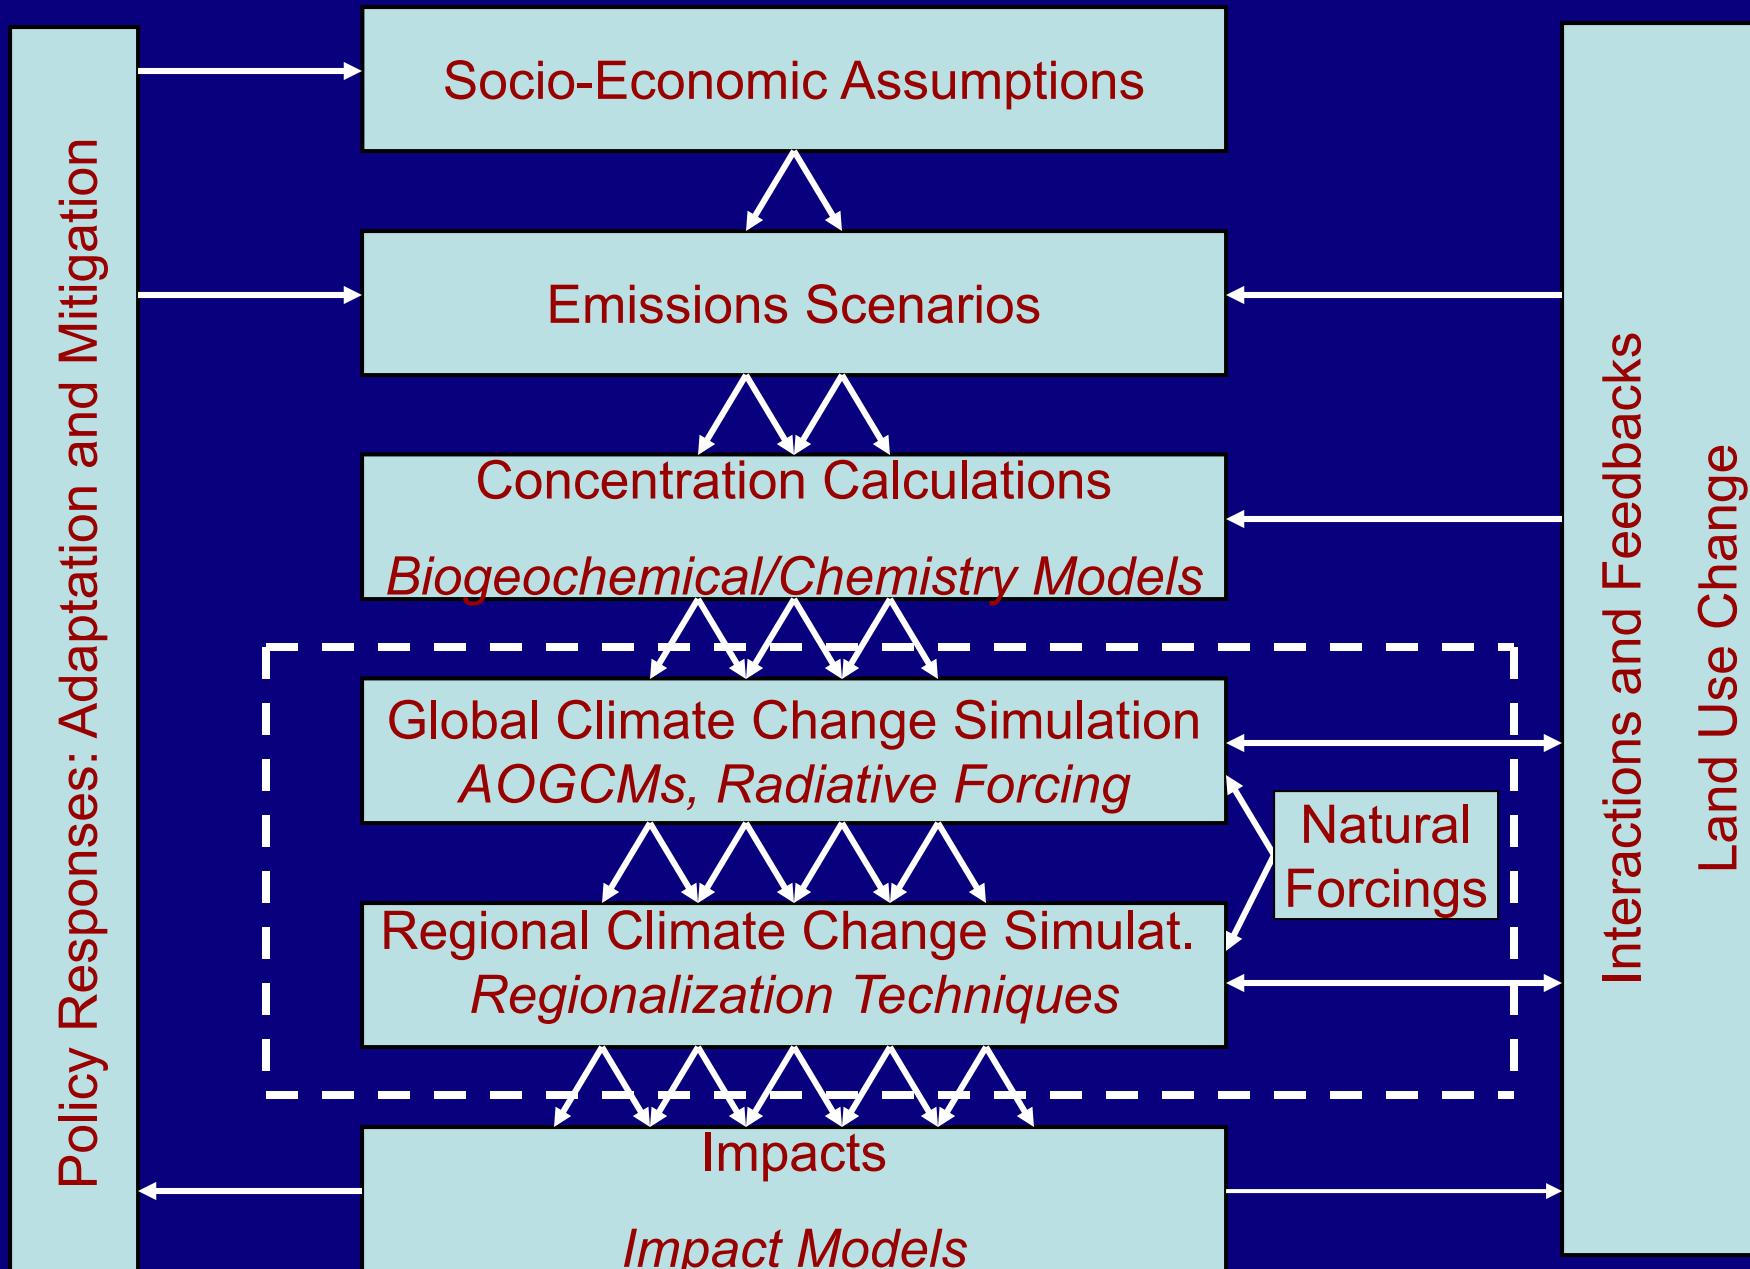 Policy Responses: Adaptation and Mitigation
Socio-Economic Assumptions
Emissions Scenarios
Concentration Calculations
Biogeochemical/Chemistry Models
Global Climate Change Simulation
AOGCMs, Radiative Forcing
Natural
Forcings
Regional Climate Change Simulat.
Regionalization Techniques
Impacts
Impact Models
Interactions and Feedbacks
Land Use Change